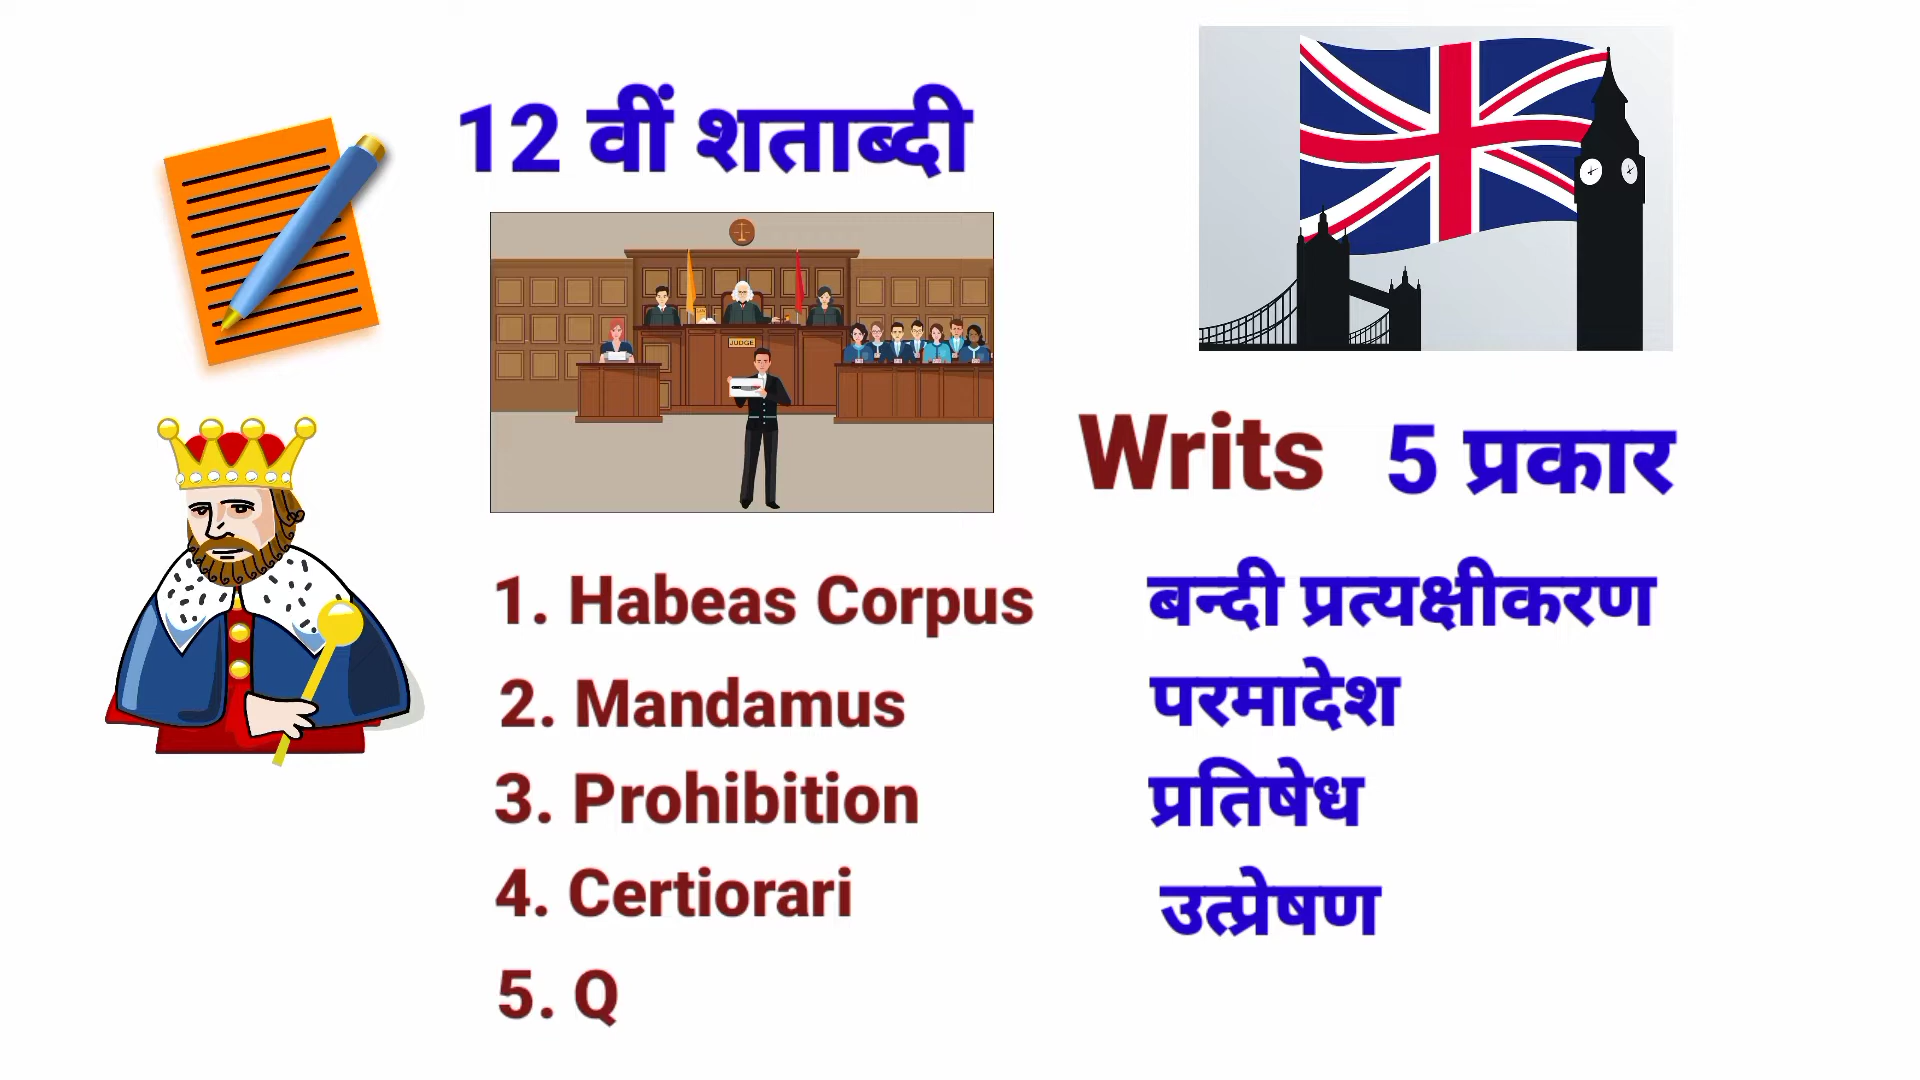 12 वीं शताब्दी
JUDGE
Writs 5 प्रकार
1. Habeas Corpus बन्दी प्रत्यक्षीकरण
2. Mandamus परमादेश
3. Prohibition प्रतिषेध
4. Certiorari उत्प्रेषण
5. Q